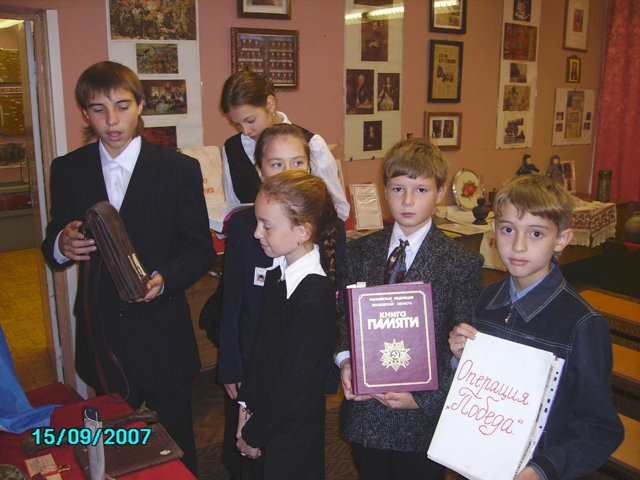 РОССИЙСКАЯ ФЕДЕРАЦИЯ
МОСКОВСКАЯ ОБЛАСТЬ
КНИГА
ПАМЯТИ
Операция
„Победа"
15/09/2007